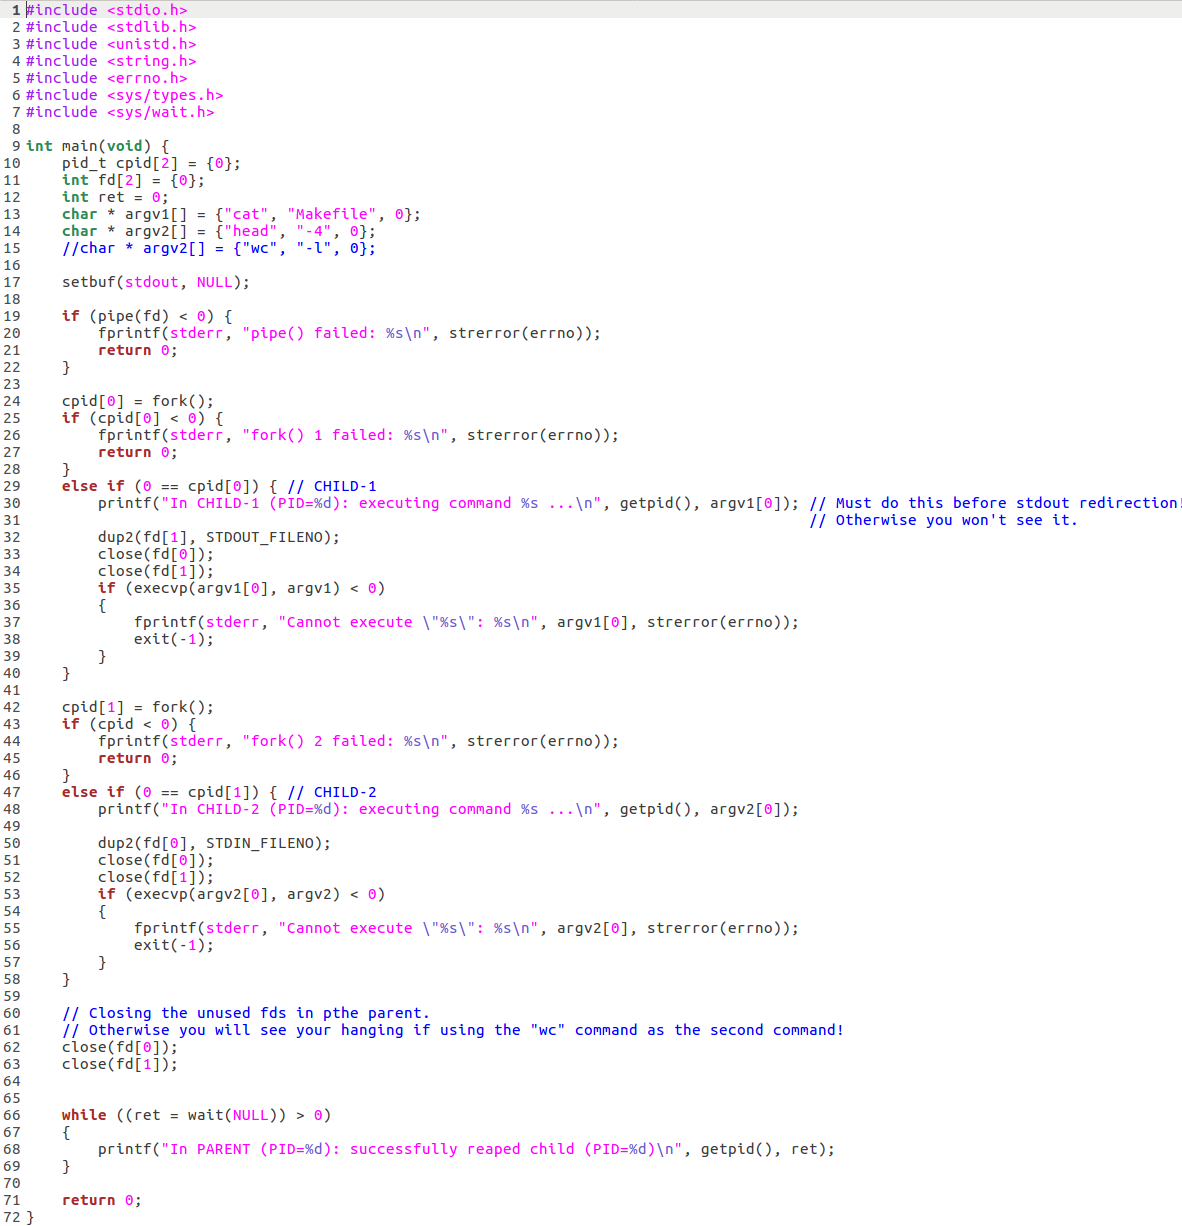 1 #include <stdio.h>
2 #include <stdlib.h>
3 #include <unistd.h>
4 #include <string.h>
5 #include <errno.h>
6 #include <sys/types.h>
7 #include <sys/wait.h>
8
9 int main(void) {
10     pid_t cpid[2] = {0};
11     int fd[2] = {0};
12     int ret = 0;
13     char * argv1[] = {"cat", "Makefile", 0};
14     char * argv2[] = {"head", "-4", 0};
15     //char * argv2[] = {"wc", "-l", 0};
16
17     setbuf(stdout, NULL);
18
19     if (pipe(fd) < 0) {
20         fprintf(stderr, "pipe() failed: %s\n", strerror(errno));
21         return 0;
22     }
23
24     cpid[0] = fork();
25     if (cpid[0] < 0) {
26         fprintf(stderr, "fork() 1 failed: %s\n", strerror(errno));
27         return 0;
28     }
29     else if (0 == cpid[0]) { // CHILD-1
30         printf("In CHILD-1 (PID=%d): executing command %s ...\n", getpid(), argv1[0]); // Must do this before stdout redirection!
31                                                                                        // Otherwise you won't see it.
32         dup2(fd[1], STDOUT_FILENO);
33         close(fd[0]);
34         close(fd[1]);
35         if (execvp(argv1[0], argv1) < 0)
36         {
37             fprintf(stderr, "Cannot execute \"%s\": %s\n", argv1[0], strerror(errno));
38             exit(-1);
39         }
40     }
41
42     cpid[1] = fork();
43     if (cpid < 0) {
44         fprintf(stderr, "fork() 2 failed: %s\n", strerror(errno));
45         return 0;
46     }
47     else if (0 == cpid[1]) { // CHILD-2
48         printf("In CHILD-2 (PID=%d): executing command %s ...\n", getpid(), argv2[0]);
49
50         dup2(fd[0], STDIN_FILENO);
51         close(fd[0]);
52         close(fd[1]);
53         if (execvp(argv2[0], argv2) < 0)
54         {
55             fprintf(stderr, "Cannot execute \"%s\": %s\n", argv2[0], strerror(errno));
56             exit(-1);
57         }
58     }
59
60     // Closing the unused fds in pthe parent.
61     // Otherwise you will see your hanging if using the "wc" command as the second command!
62     close(fd[0]);
63     close(fd[1]);
64
65
66     while ((ret = wait(NULL)) > 0)
67     {
68         printf("In PARENT (PID=%d): successfully reaped child (PID=%d)\n", getpid(), ret);
69     }
70
71     return 0;
72 }